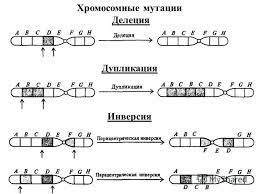 Хромосомные мутации
Делеция
A B C D E F G H
Делеция
A B C E F G H
Дупликация
A B C D E F G H
Дупликация
A B C B C D E F G H
Инверсия
A B C D E F G H
Перицентрическая инверсия
A B C F E D G H
A B C D E F G H
Парацентрическая инверсия
A D C B E F G H